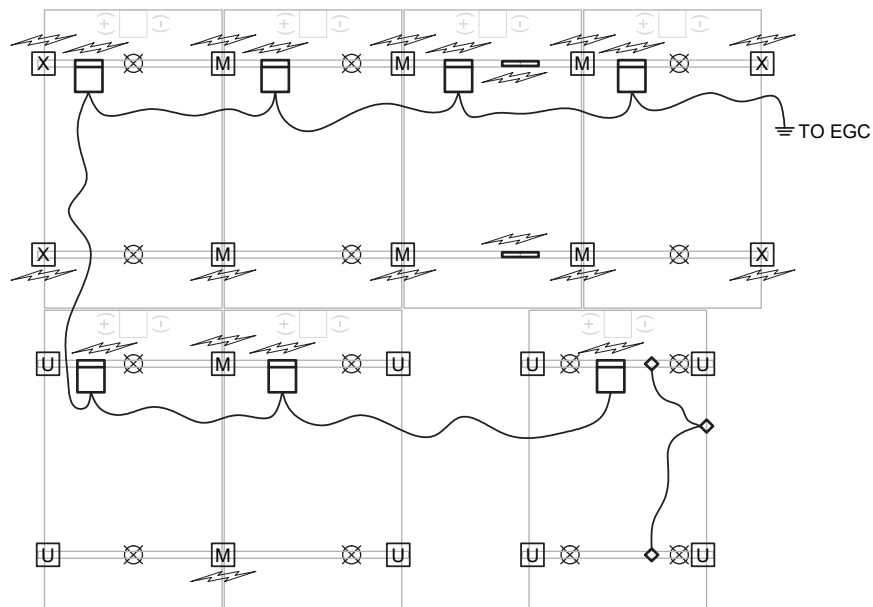 (+) (-) (+) (-) (+) (-) (+) (-)
X M M M X
TO EGC
X M M M X
(+) (-) (+) (-) (+) (-)
U M U U U
U M U U U